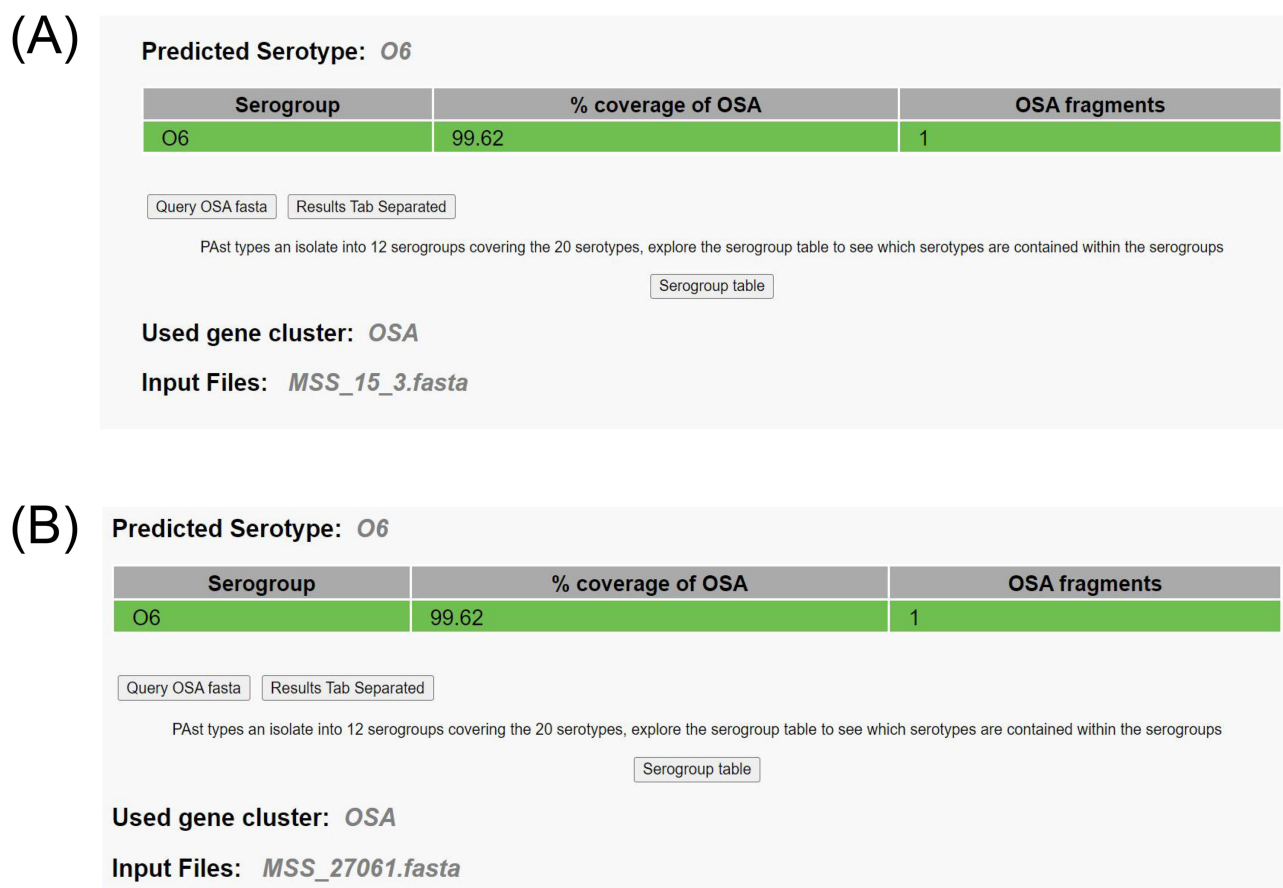 (A)
Predicted Serotype: O6
Serogroup % coverage of OSA OSA fragments
O6 99.62 1
Query OSA fasta Results Tab Separated
PAst types an isolate into 12 serogroups covering the 20 serotypes, explore the serogroup table to see which serotypes are contained within the serogroups
Serogroup table
Used gene cluster: OSA
Input Files: MSS_15_3.fasta
(B)
Predicted Serotype: O6
Serogroup % coverage of OSA OSA fragments
O6 99.62 1
Query OSA fasta Results Tab Separated
PAst types an isolate into 12 serogroups covering the 20 serotypes, explore the serogroup table to see which serotypes are contained within the serogroups
Serogroup table
Used gene cluster: OSA
Input Files: MSS_27061.fasta